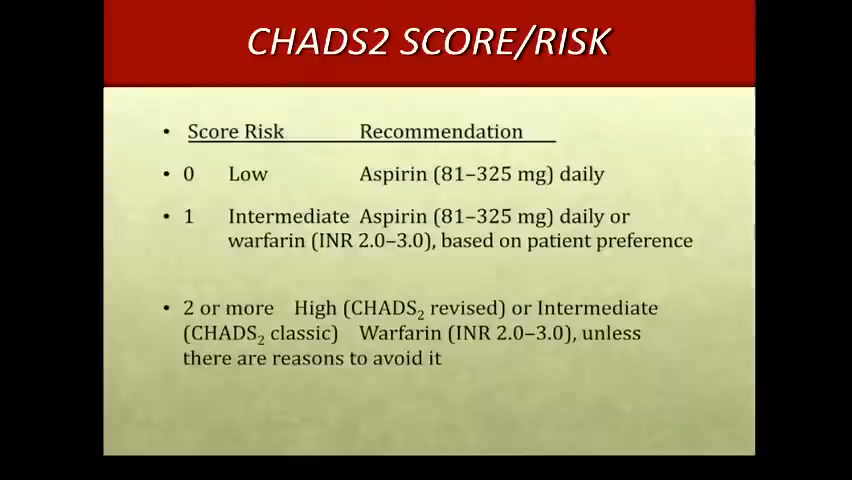 CHADS2 SCORE/RISK
• Score Risk Recommendation
• 0 Low Aspirin (81–325 mg) daily
• 1 Intermediate Aspirin (81–325 mg) daily or
warfarin (INR 2.0–3.0), based on patient preference
• 2 or more High (CHADS₂ revised) or Intermediate
(CHADS₂ classic) Warfarin (INR 2.0–3.0), unless
there are reasons to avoid it